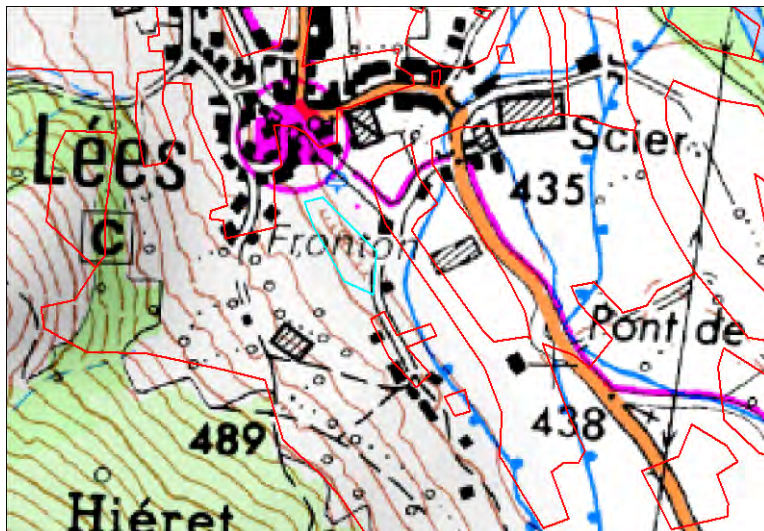 Lées
Scier
435
C
Fronton
Pont de
489
438
Hiéret